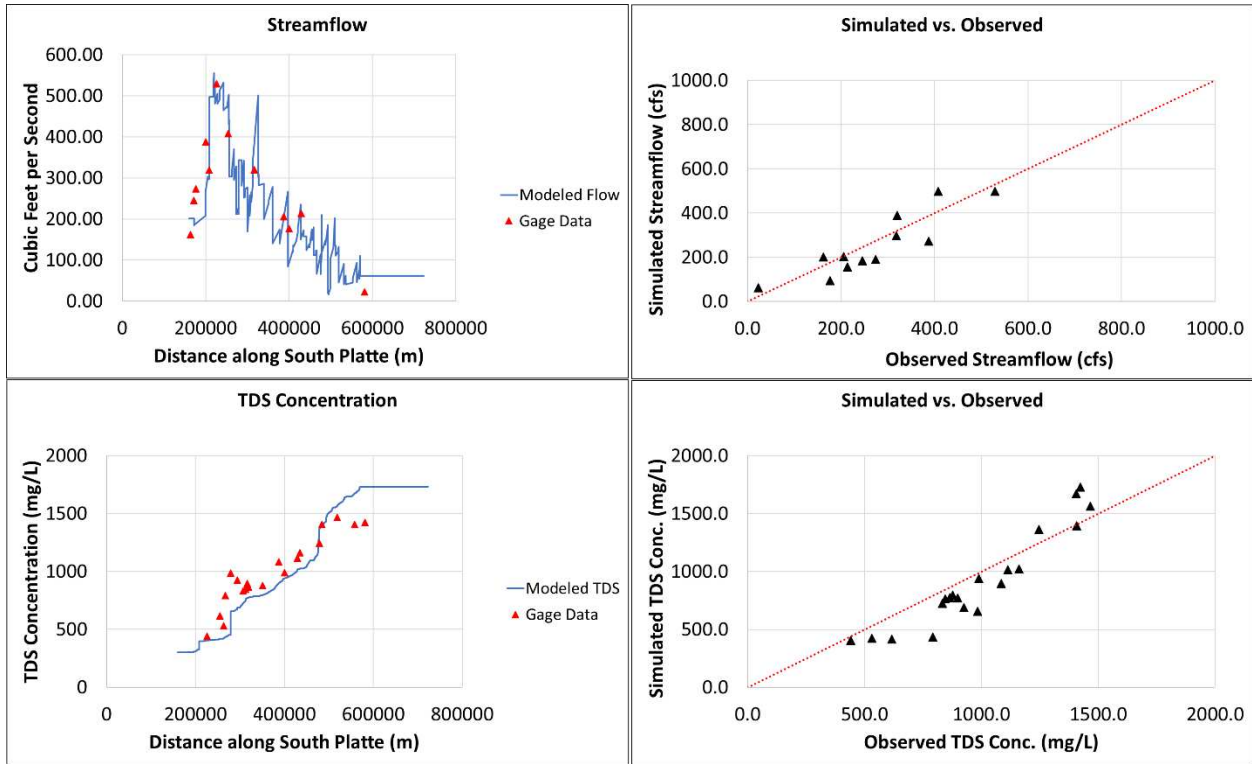 Streamflow
Cubic Feet per Second
600.00
500.00
400.00
300.00
200.00
100.00
0.00
0 200000 400000 600000 800000
Distance along South Platte (m)
Modeled Flow
Gage Data
Simulated vs. Observed
Simulated Streamflow (cfs)
1000.0
800.0
600.0
400.0
200.0
0.0
0.0 200.0 400.0 600.0 800.0 1000.0
Observed Streamflow (cfs)
TDS Concentration
TDS Concentration (mg/L)
2000
1500
1000
500
0
0 200000 400000 600000 800000
Distance along South Platte (m)
Modeled TDS
Gage Data
Simulated vs. Observed
Simulated TDS Conc. (mg/L)
2000.0
1500.0
1000.0
500.0
0.0
0.0 500.0 1000.0 1500.0 2000.0
Observed TDS Conc. (mg/L)